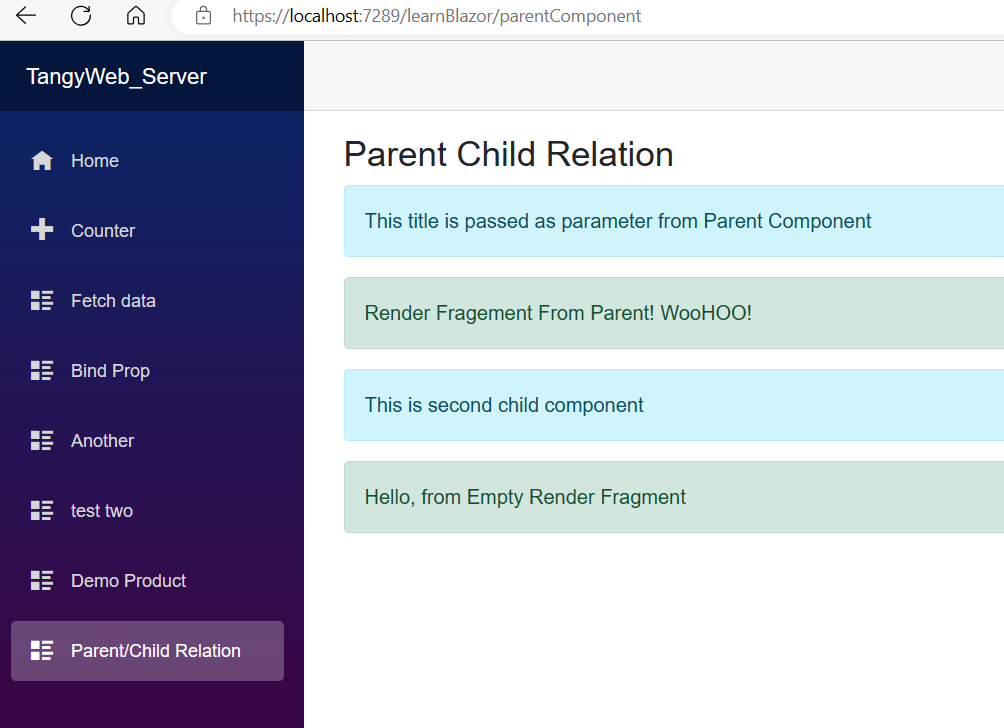 https://localhost:7289/learnBlazor/parentComponent
TangyWeb_Server
Home
Counter
Fetch data
Bind Prop
Another
test two
Demo Product
Parent/Child Relation
Parent Child Relation
This title is passed as parameter from Parent Component
Render Fragement From Parent! WooHOO!
This is second child component
Hello, from Empty Render Fragment